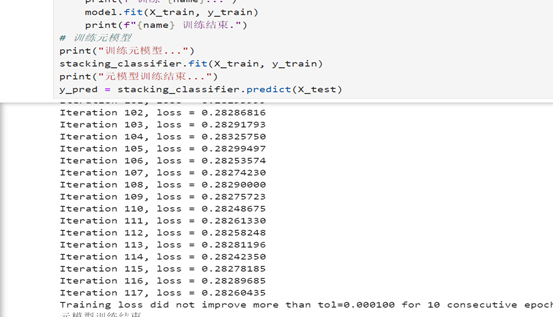 print(f"训练 {name}...")
model.fit(X_train, y_train)
print(f"{name} 训练结束.")
# 训练元模型
print("训练元模型...")
stacking_classifier.fit(X_train, y_train)
print("元模型训练结束...")
y_pred = stacking_classifier.predict(X_test)
Iteration 102, loss = 0.28286816
Iteration 103, loss = 0.28291793
Iteration 104, loss = 0.28325750
Iteration 105, loss = 0.28299497
Iteration 106, loss = 0.28253574
Iteration 107, loss = 0.28274230
Iteration 108, loss = 0.28290000
Iteration 109, loss = 0.28275723
Iteration 110, loss = 0.28248675
Iteration 111, loss = 0.28261330
Iteration 112, loss = 0.28258248
Iteration 113, loss = 0.28281196
Iteration 114, loss = 0.28242350
Iteration 115, loss = 0.28278185
Iteration 116, loss = 0.28289685
Iteration 117, loss = 0.28260435
Training loss did not improve more than tol=0.000100 for 10 consecutive epoch
元模型训练结束